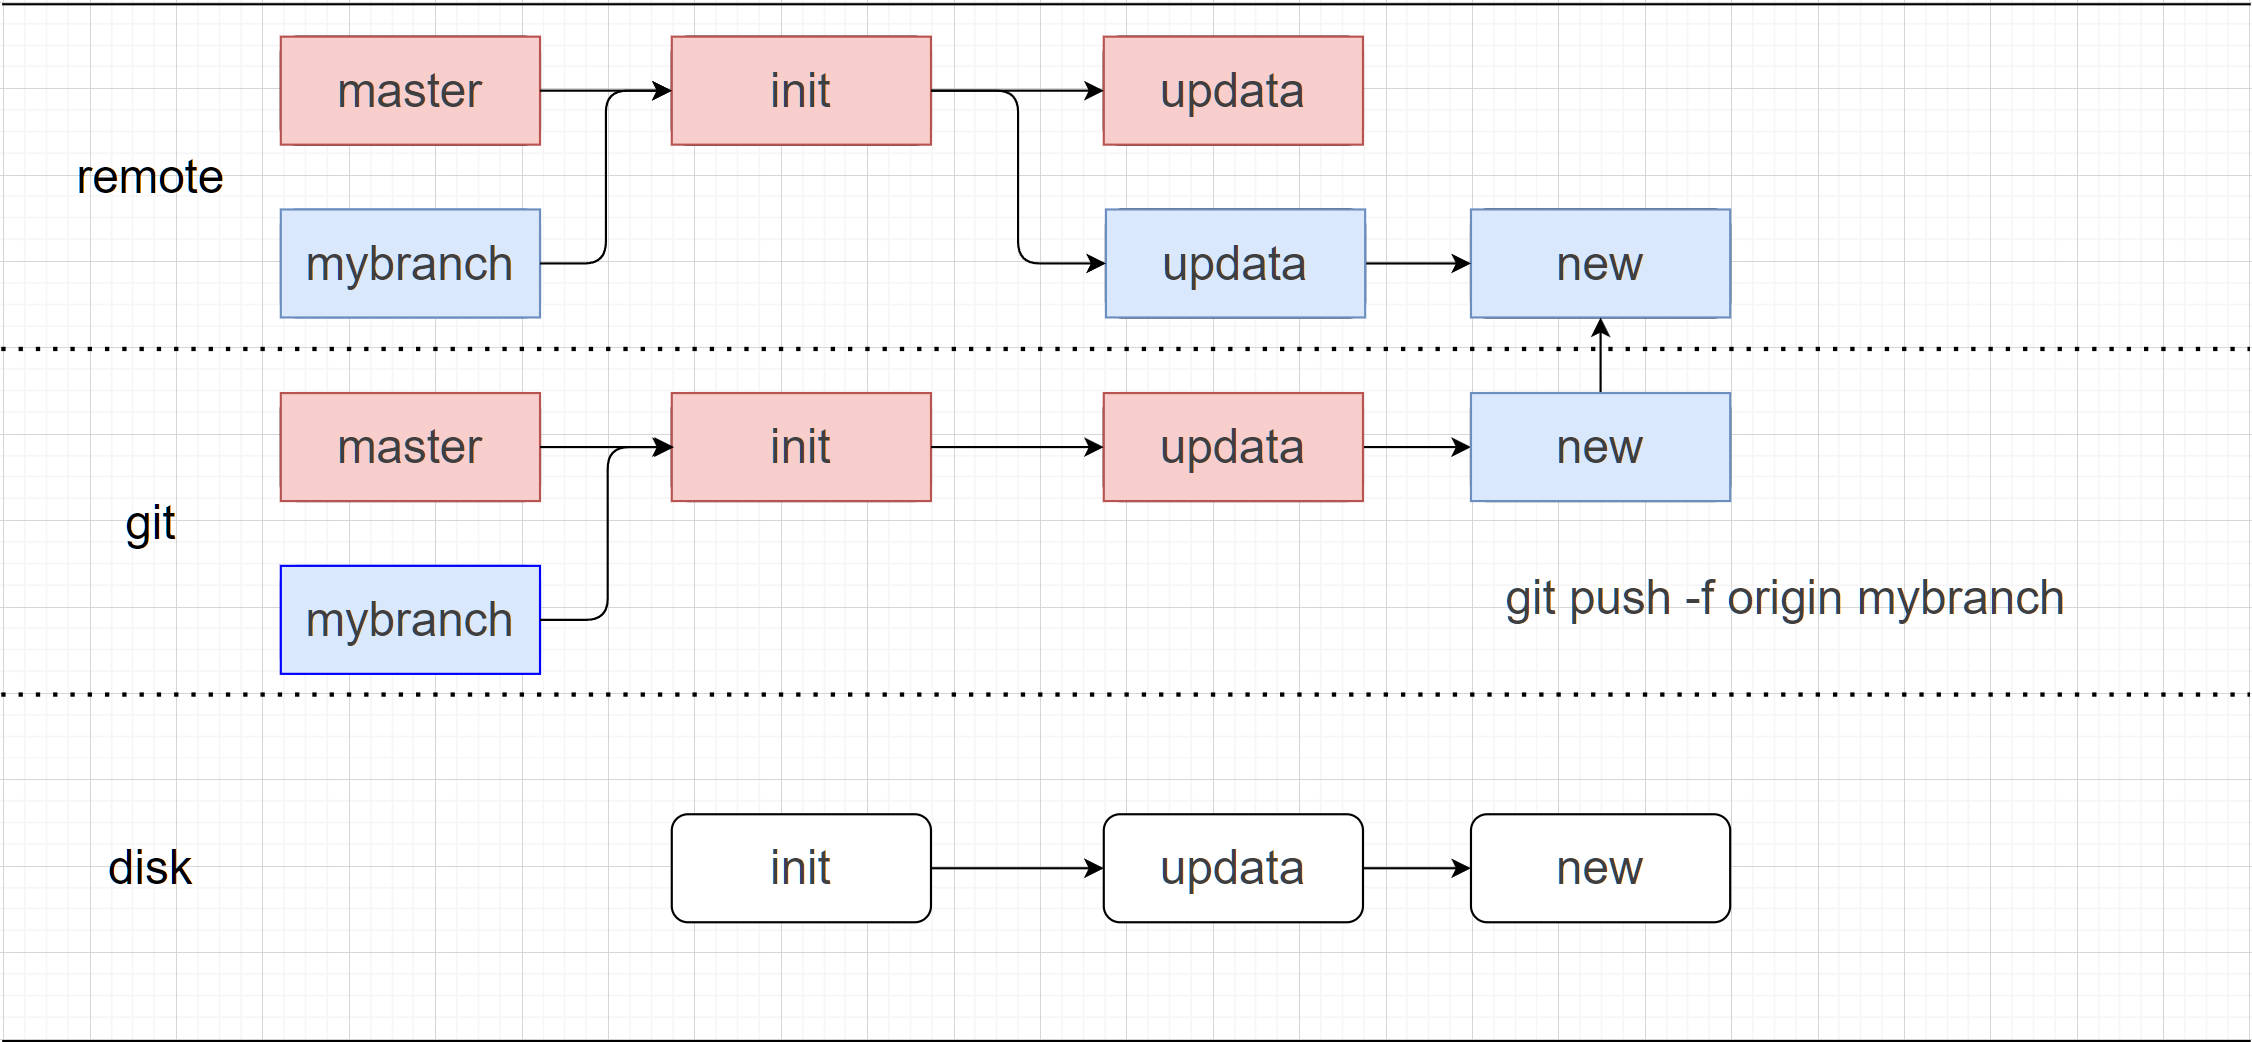 master
init
updata
remote
mybranch
updata
new
master
init
updata
new
git
mybranch
git push -f origin mybranch
disk
init
updata
new